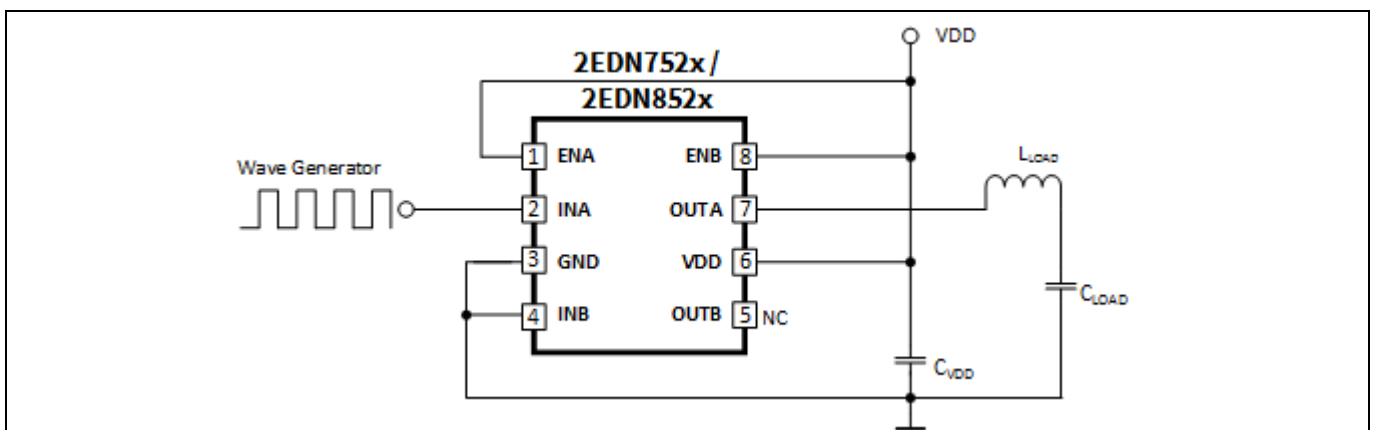 VDD
2EDN752x /
2EDN852x
Wave Generator
1 ENA ENB 8
2 INA OUTA 7
3 GND VDD 6
4 INB OUTB 5 NC
LLOAD
CLOAD
CVDD